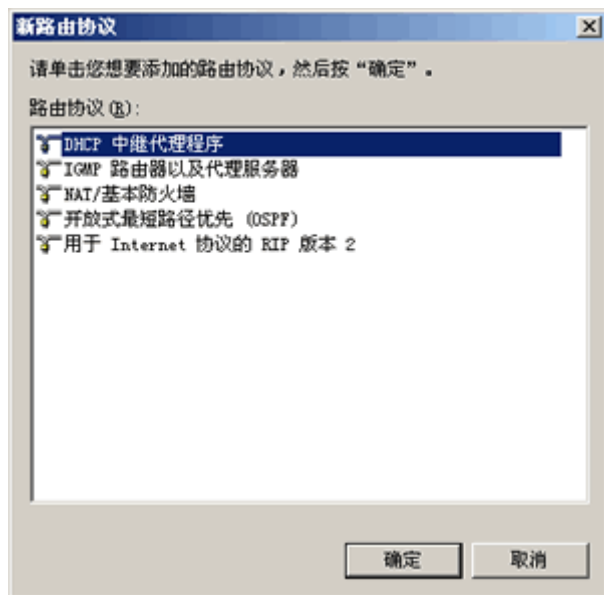 新路由协议
请单击您想要添加的路由协议，然后按“确定”。
路由协议(R):
DHCP 中继代理程序
IGMP 路由器以及代理服务器
NAT/基本防火墙
开放式最短路径优先 (OSPF)
用于 Internet 协议的 RIP 版本 2
确定
取消